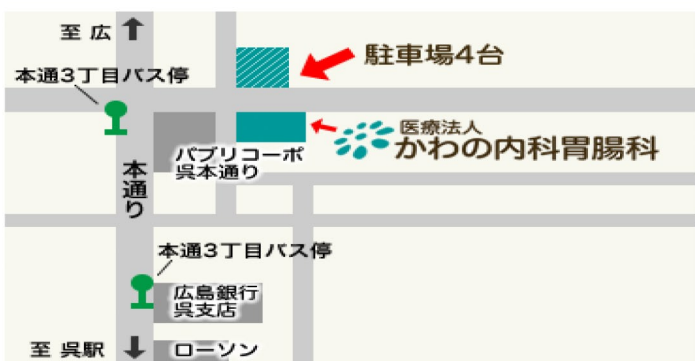 至 広
本通3丁目バス停
駐車場4台
医療法人
かわの内科胃腸科
パブリコーポ
呉本通り
本通り
本通3丁目バス停
広島銀行
呉支店
至 呉駅
ローソン